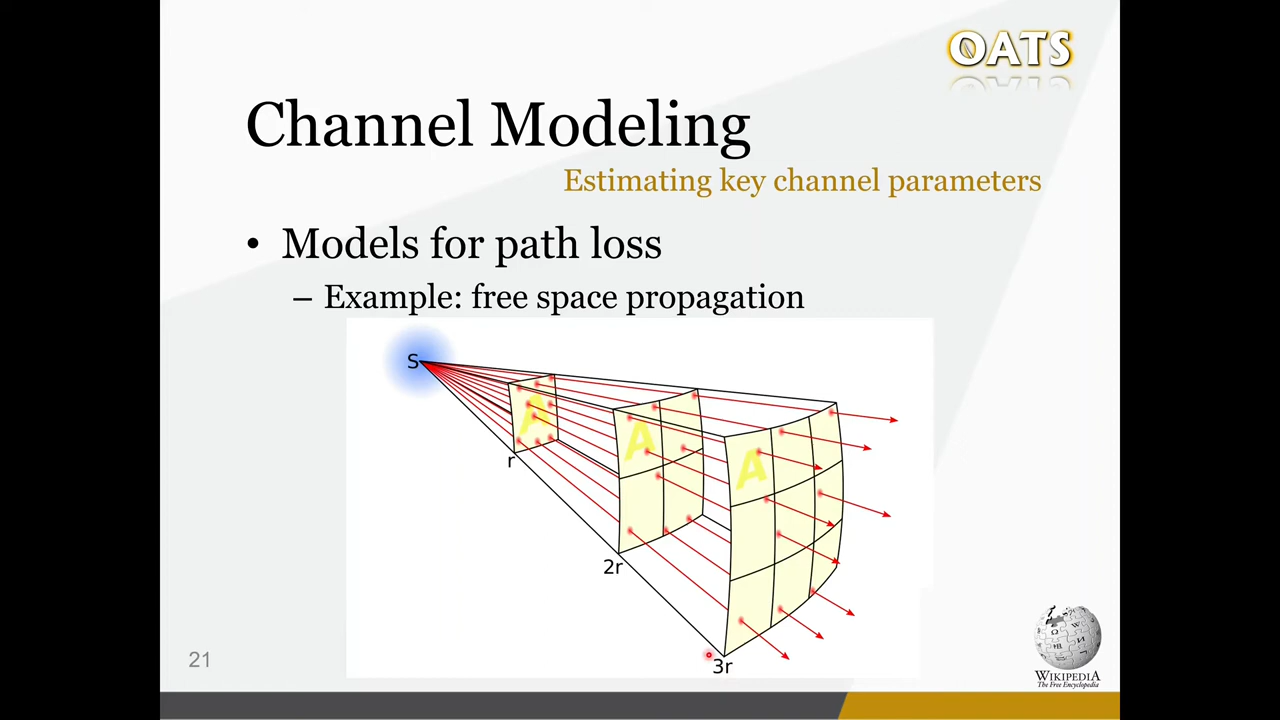 OATS
Channel Modeling
Estimating key channel parameters
• Models for path loss
– Example: free space propagation
S
A
A
A
r
2r
3r
21
WIKIPEDIA
The Free Encyclopedia